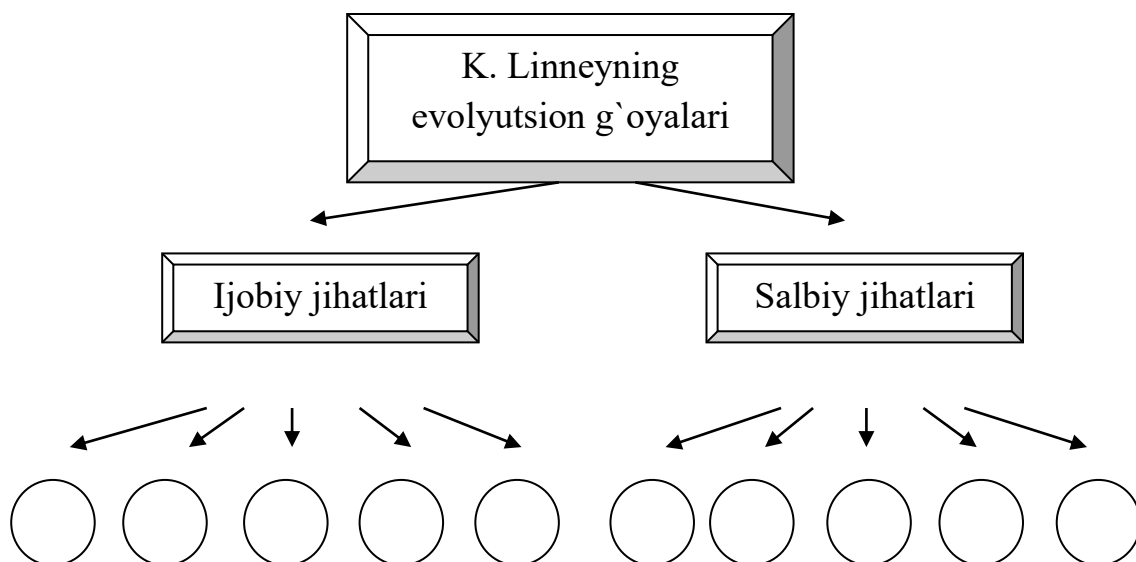 K. Linneyning
evolyutsion g`oyalari
Ijobiy jihatlari
Salbiy jihatlari